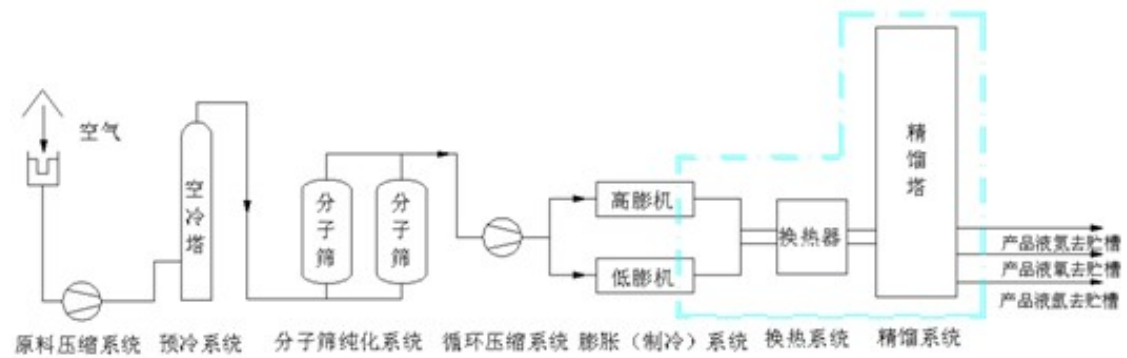 空气
空冷塔
分子筛
分子筛
高膨机
低膨机
换热器
精馏塔
产品液氮去贮槽
产品液氧去贮槽
产品液氩去贮槽
原料压缩系统
预冷系统
分子筛纯化系统
循环压缩系统
膨胀（制冷）系统
换热系统
精馏系统